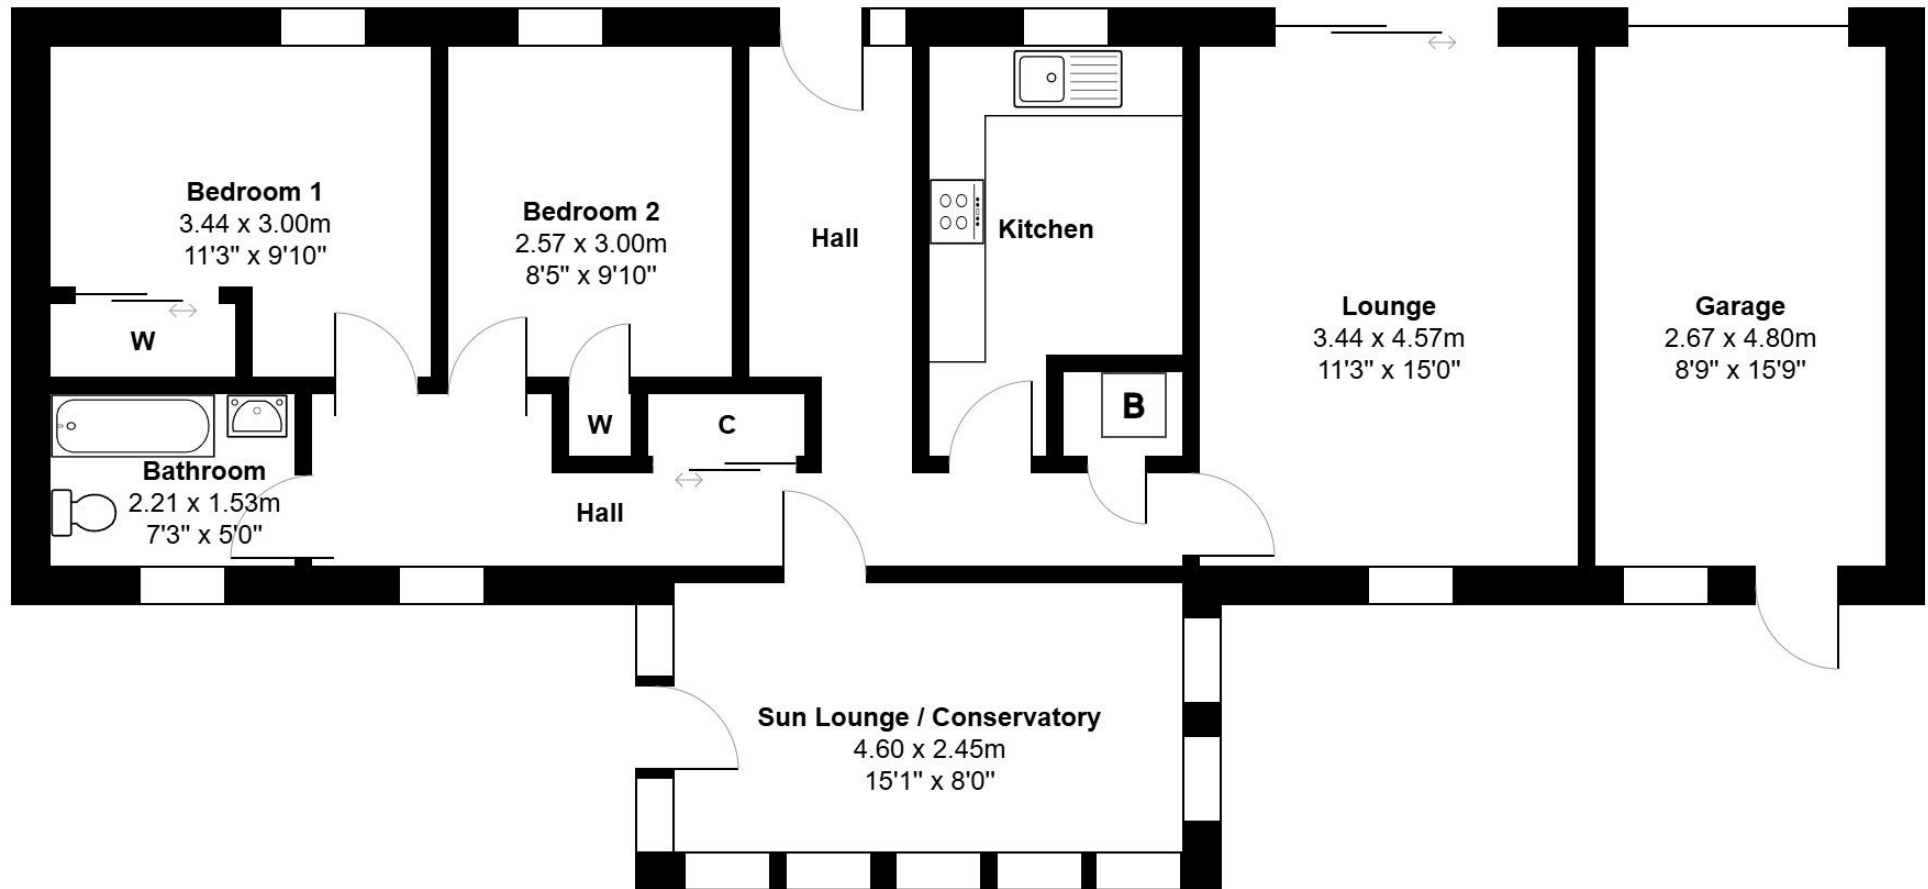 Bedroom 1
3.44 x 3.00m
11'3" x 9'10"
W
Bedroom 2
2.57 x 3.00m
8'5" x 9'10"
W
Hall
Kitchen
Lounge
3.44 x 4.57m
11'3" x 15'0"
Garage
2.67 x 4.80m
8'9" x 15'9"
B
C
Bathroom
2.21 x 1.53m
7'3" x 5'0"
Hall
Sun Lounge / Conservatory
4.60 x 2.45m
15'1" x 8'0"